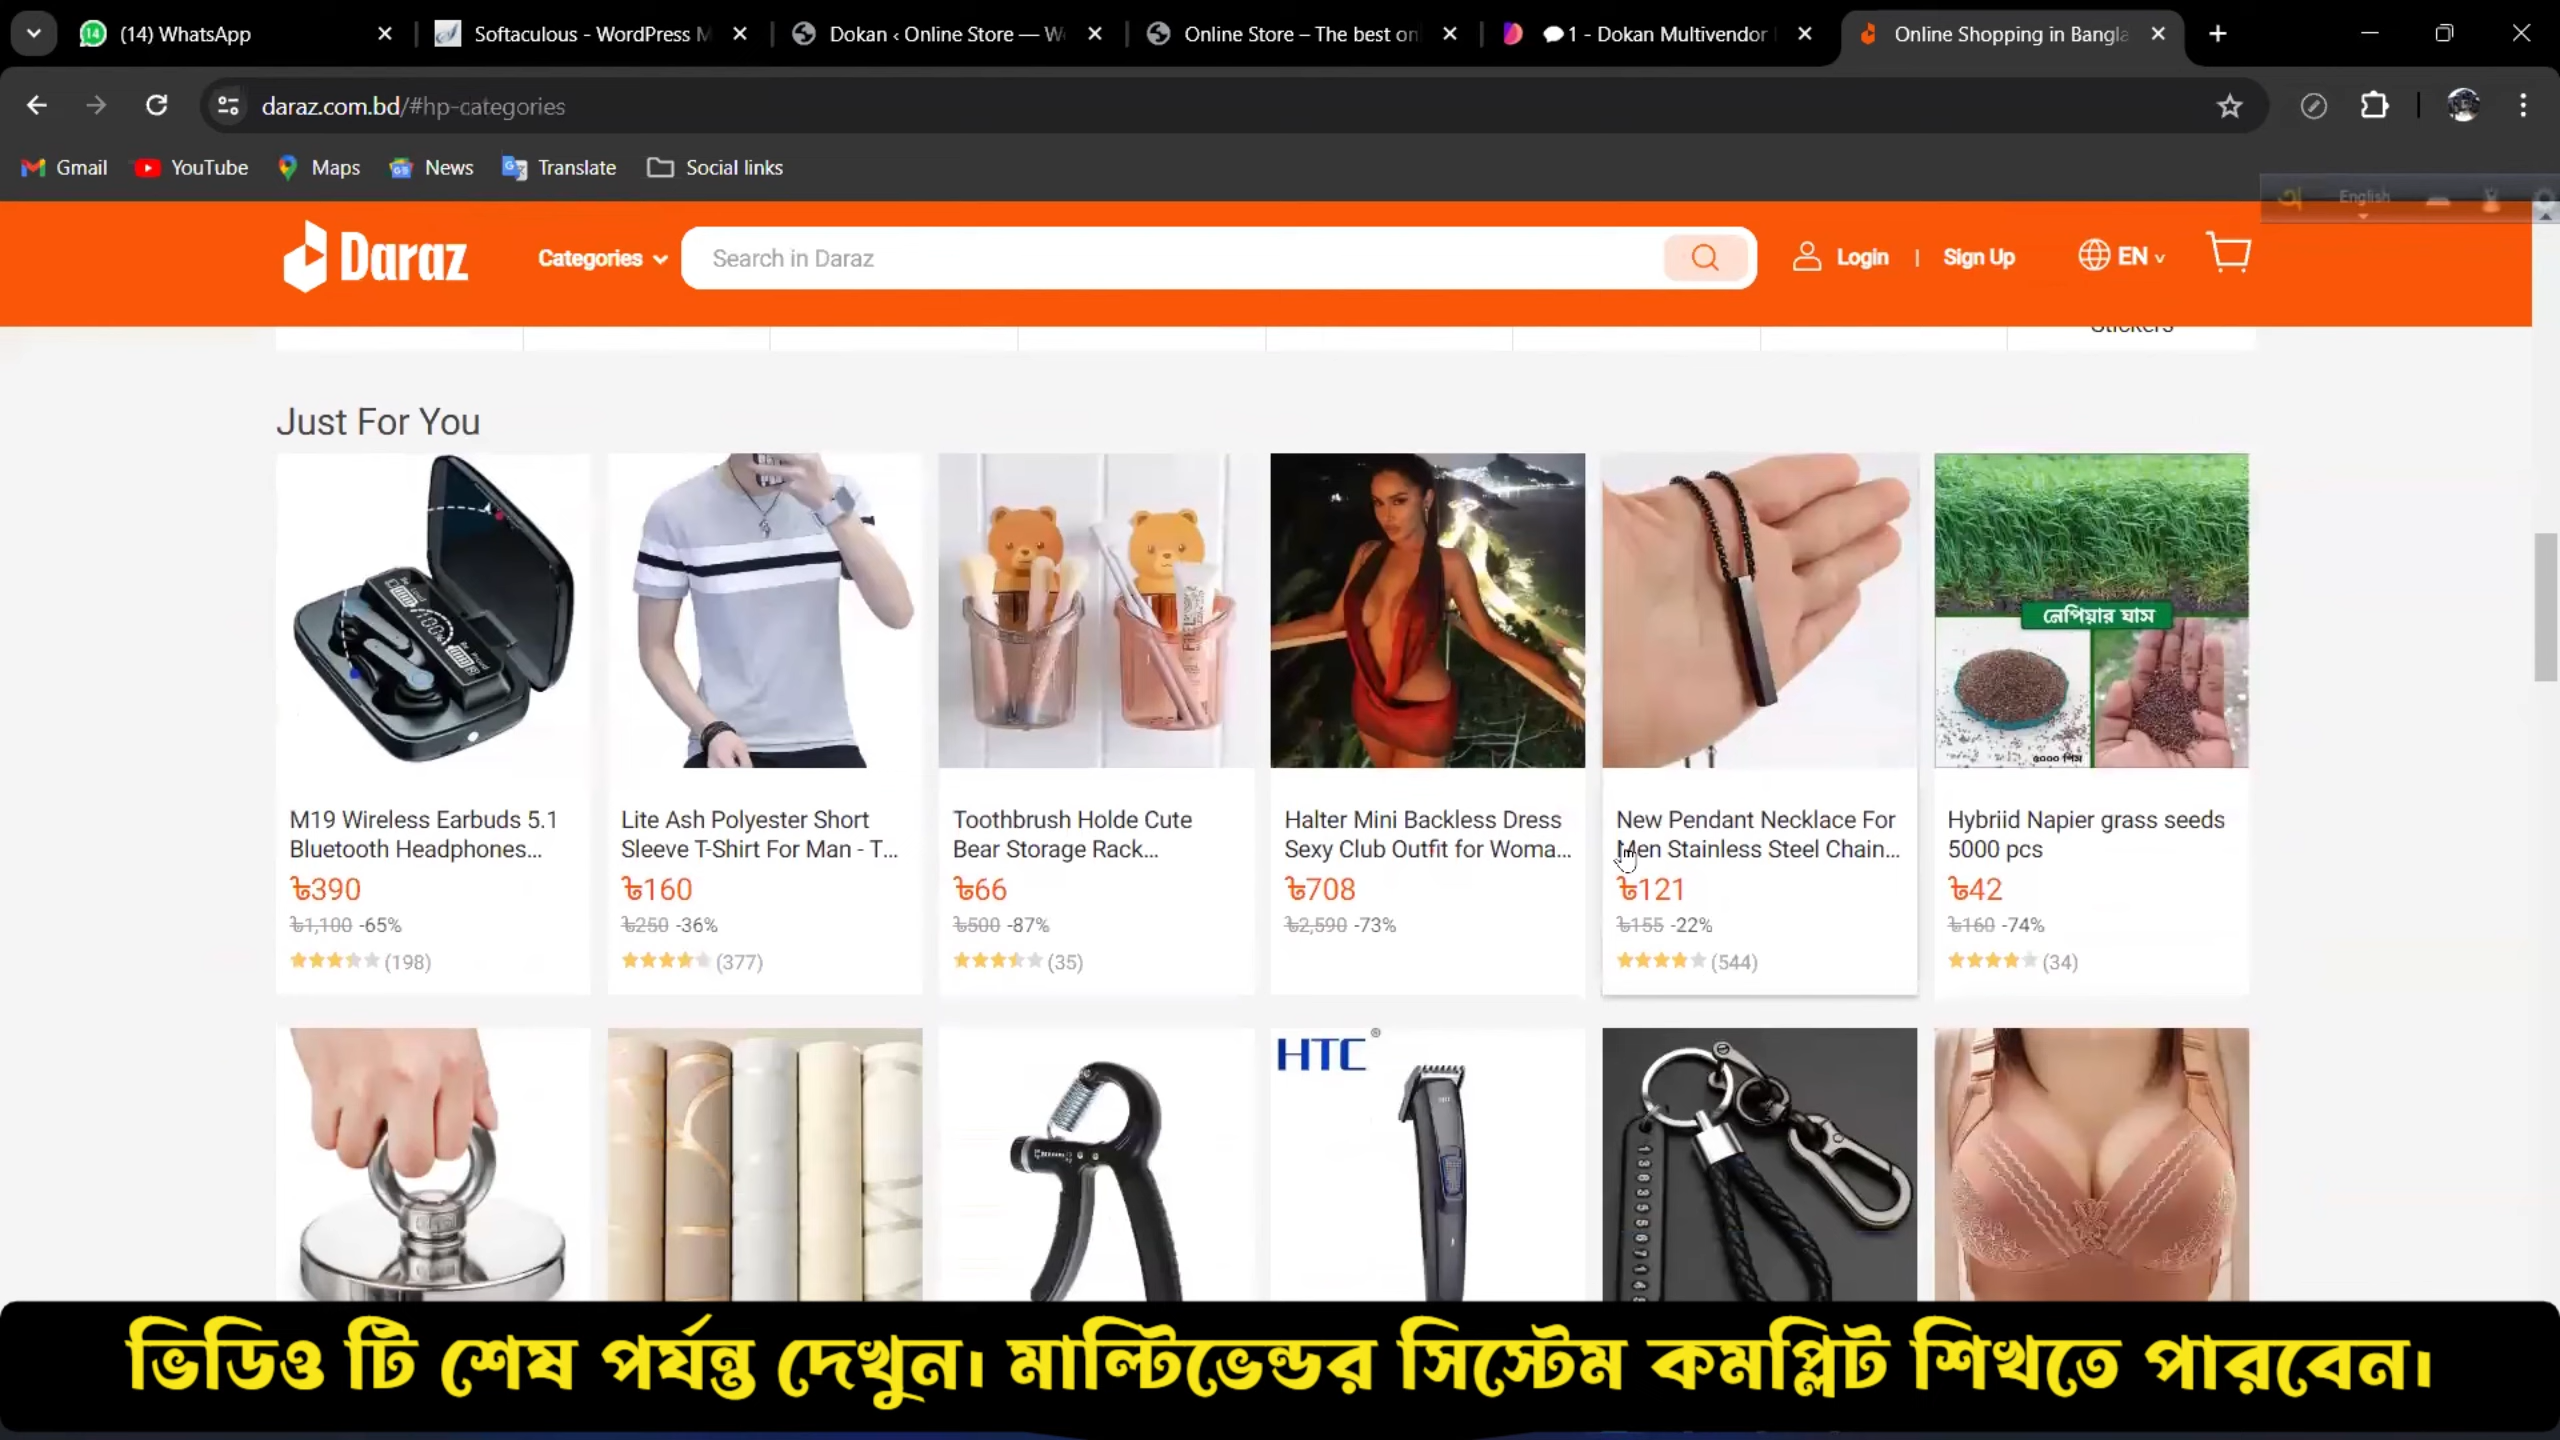 (14) WhatsApp
Softaculous - WordPress M
Dokan ‹ Online Store — W
Online Store – The best on
1 - Dokan Multivendor
Online Shopping in Bangla
daraz.com.bd/#hp-categories
Gmail YouTube Maps News Translate Social links
অ English
Daraz Categories Search in Daraz Login | Sign Up EN
Stickers
Just For You
নেপিয়ার ঘাস
M19 Wireless Earbuds 5.1
Bluetooth Headphones...
৳390
৳1,100 -65%
(198)
Lite Ash Polyester Short
Sleeve T-Shirt For Man - T...
৳160
৳250 -36%
(377)
Toothbrush Holde Cute
Bear Storage Rack...
৳66
৳500 -87%
(35)
Halter Mini Backless Dress
Sexy Club Outfit for Woma...
৳708
৳2,590 -73%
New Pendant Necklace For
Men Stainless Steel Chain...
৳121
৳155 -22%
(544)
Hybriid Napier grass seeds
5000 pcs
৳42
৳160 -74%
(34)
HTC
ভিডিও টি শেষ পর্যন্ত দেখুন। মাল্টিভেন্ডর সিস্টেম কমপ্লিট শিখতে পারবেন।